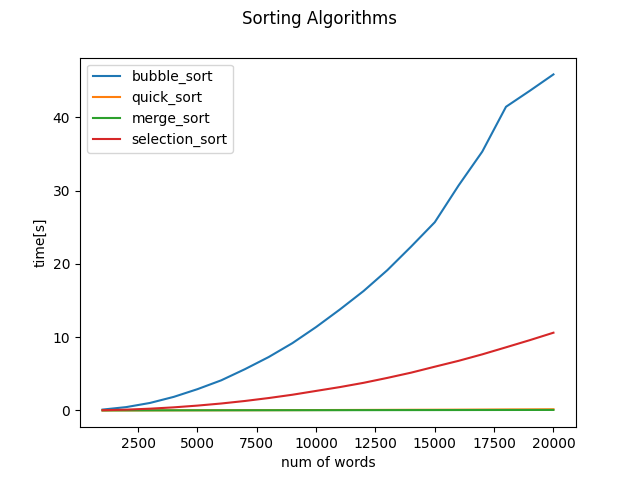 Sorting Algorithms
bubble_sort
quick_sort
merge_sort
selection_sort
time[s]
40
30
20
10
0
2500 5000 7500 10000 12500 15000 17500 20000
num of words